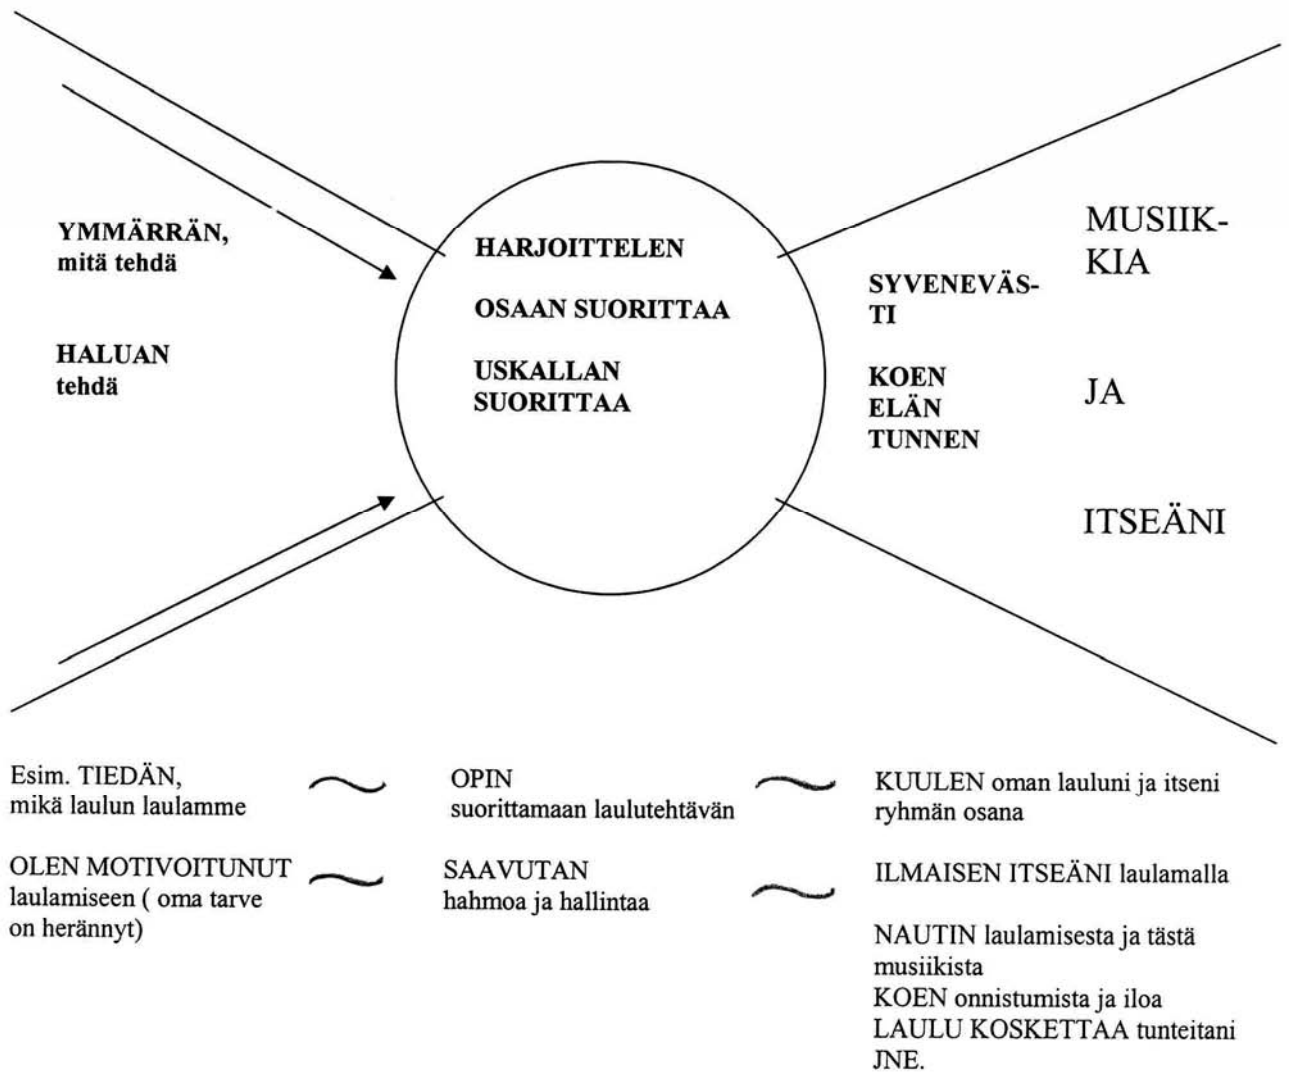 YMMÄRRÄN,
mitä tehdä
HALUAN
tehdä
HARJOITTELEN
OSAAN SUORITTAA
USKALLAN
SUORITTAA
SYVENEVÄS-
TI
KOEN
ELÄN
TUNNEN
MUSIIK-
KIA
JA
ITSEÄNI
Esim. TIEDÄN,
mikä laulun laulamme
OPIN
suorittamaan laulutehtävän
KUULEN oman lauluni ja itseni
ryhmän osana
OLEN MOTIVOITUNUT
laulamiseen ( oma tarve
on herännyt)
SAAVUTAN
hahmoa ja hallintaa
ILMAISEN ITSEÄNI laulamalla
NAUTIN laulamisesta ja tästä
musiikista
KOEN onnistumista ja iloa
LAULU KOSKETTAA tunteitani
JNE.